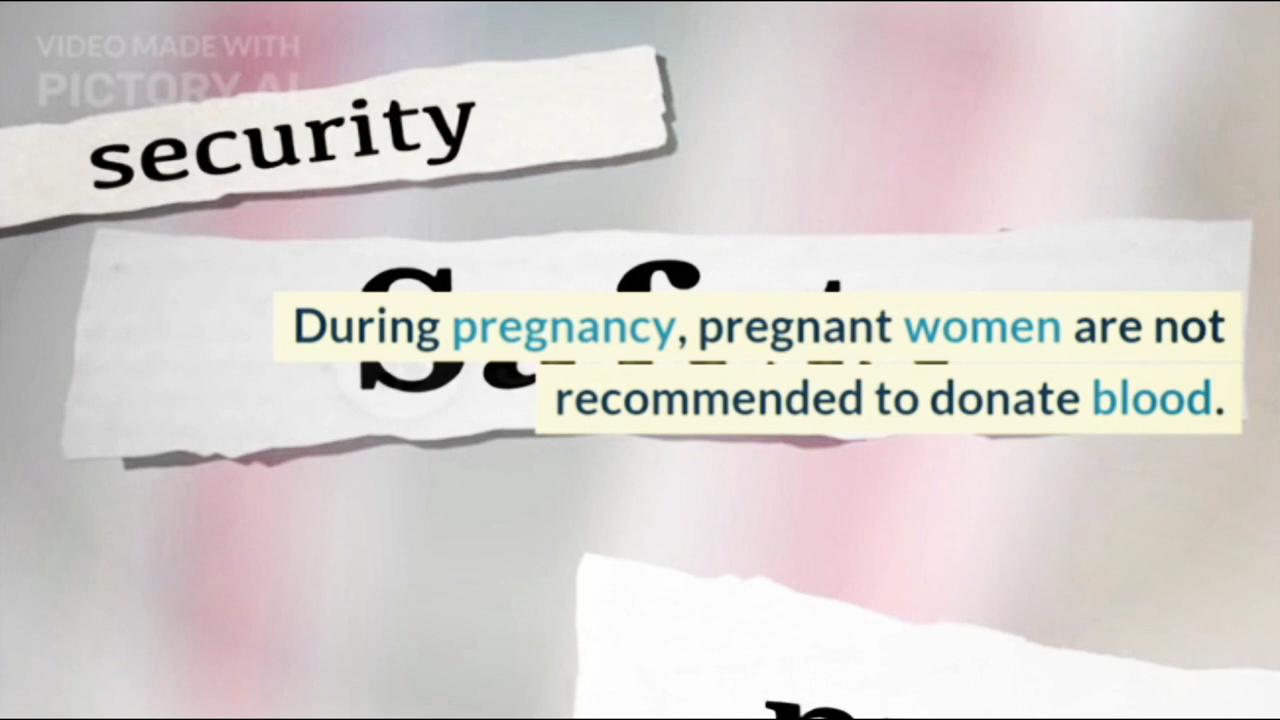 VIDEO MADE WITH
PICTORY.AI
security
During pregnancy, pregnant women are not
recommended to donate blood.